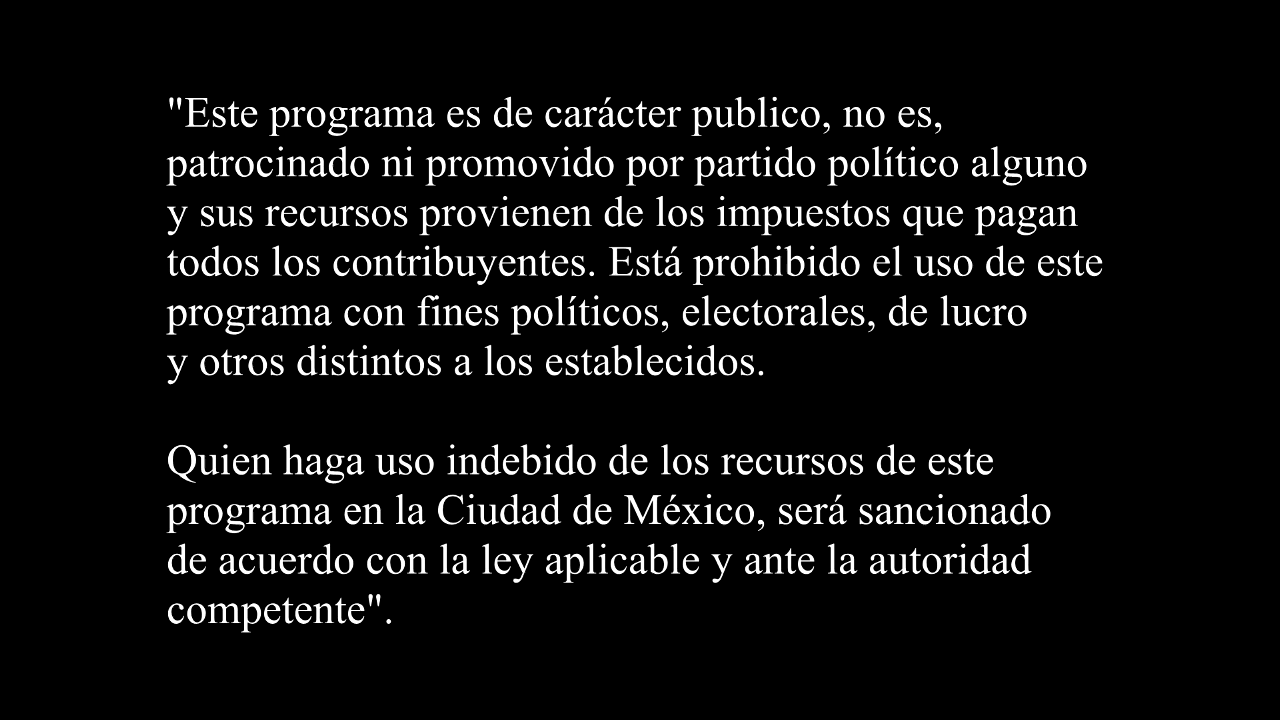 "Este programa es de carácter publico, no es,
patrocinado ni promovido por partido político alguno
y sus recursos provienen de los impuestos que pagan
todos los contribuyentes. Está prohibido el uso de este
programa con fines políticos, electorales, de lucro
y otros distintos a los establecidos.
Quien haga uso indebido de los recursos de este
programa en la Ciudad de México, será sancionado
de acuerdo con la ley aplicable y ante la autoridad
competente".